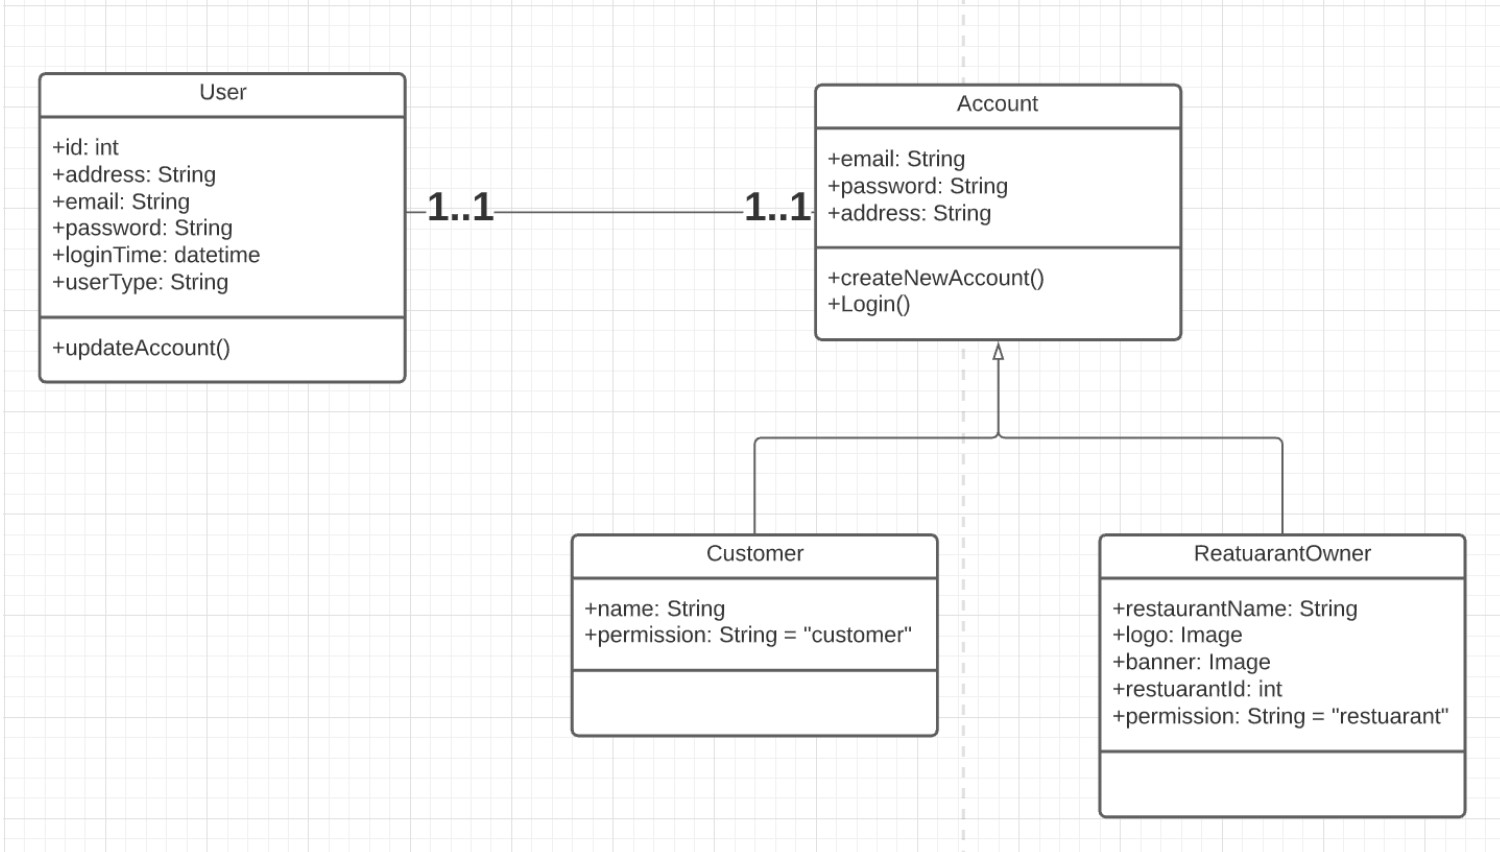 User
+id: int
+address: String
+email: String
+password: String
+loginTime: datetime
+userType: String
+updateAccount()
1..1
1..1
Account
+email: String
+password: String
+address: String
+createNewAccount()
+Login()
Customer
+name: String
+permission: String = "customer"
ReatuarantOwner
+restaurantName: String
+logo: Image
+banner: Image
+restuarantId: int
+permission: String = "restuarant"